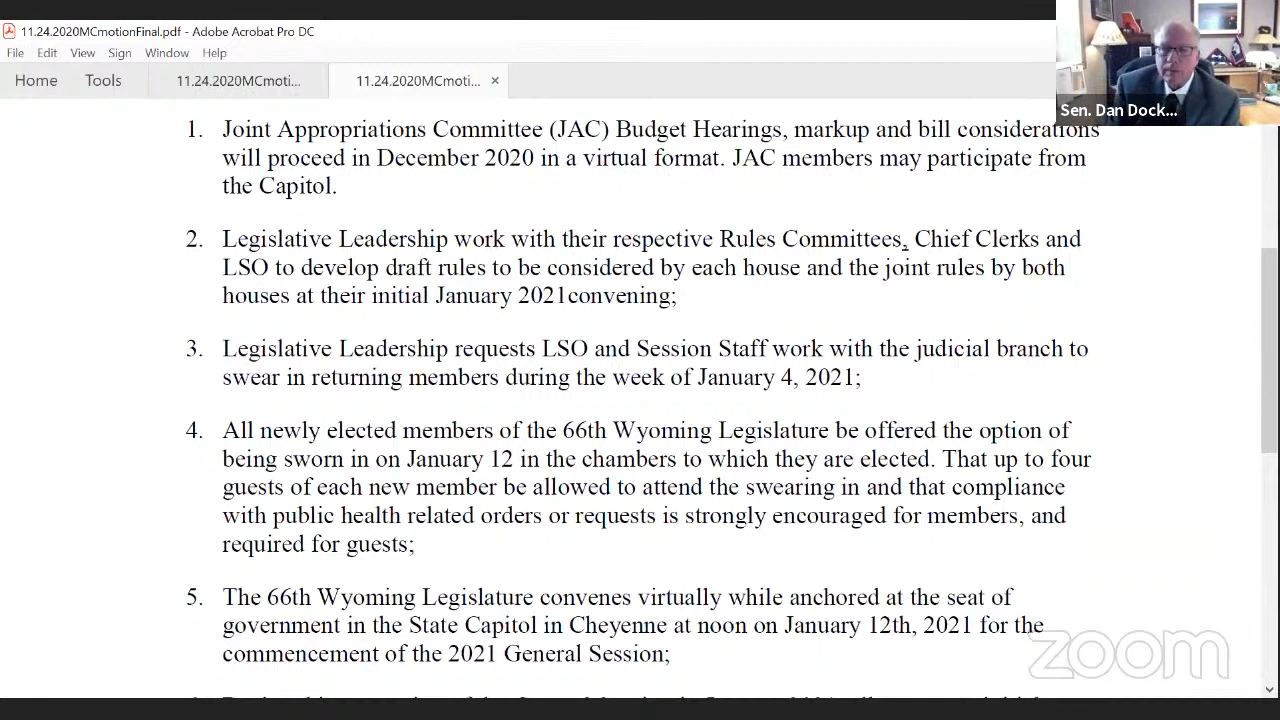 11.24.2020MCmotionFinal.pdf - Adobe Acrobat Pro DC
File Edit View Sign Window Help
Home Tools 11.24.2020MCmoti... 11.24.2020MCmoti... ×
Sen. Dan Dock...
1. Joint Appropriations Committee (JAC) Budget Hearings, markup and bill considerations
will proceed in December 2020 in a virtual format. JAC members may participate from
the Capitol.
2. Legislative Leadership work with their respective Rules Committees, Chief Clerks and
LSO to develop draft rules to be considered by each house and the joint rules by both
houses at their initial January 2021convening;
3. Legislative Leadership requests LSO and Session Staff work with the judicial branch to
swear in returning members during the week of January 4, 2021;
4. All newly elected members of the 66th Wyoming Legislature be offered the option of
being sworn in on January 12 in the chambers to which they are elected. That up to four
guests of each new member be allowed to attend the swearing in and that compliance
with public health related orders or requests is strongly encouraged for members, and
required for guests;
5. The 66th Wyoming Legislature convenes virtually while anchored at the seat of
government in the State Capitol in Cheyenne at noon on January 12th, 2021 for the
commencement of the 2021 General Session;
zoom